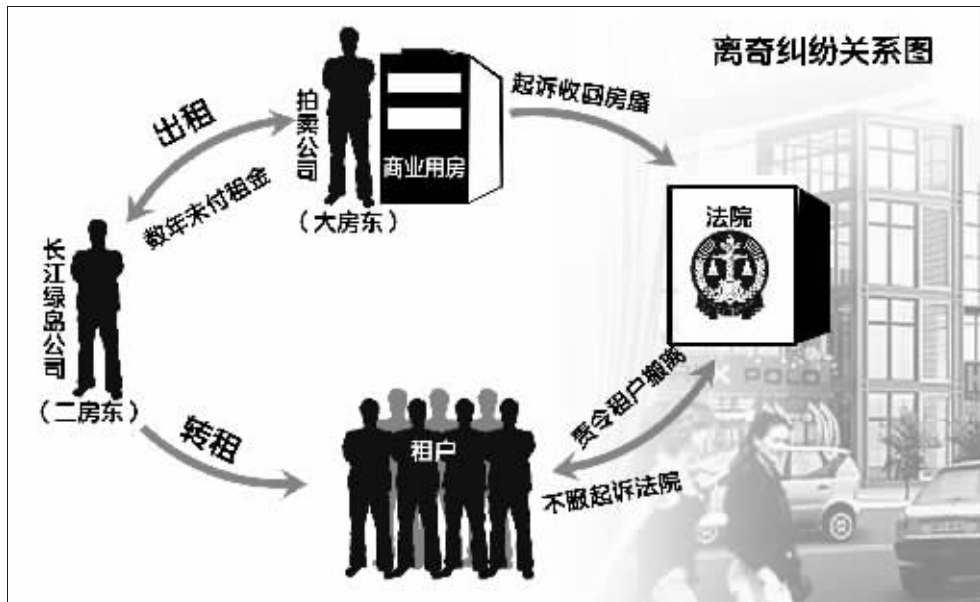 离奇纠纷关系图
出租
数年未付租金
拍卖公司
商业用房
（大房东）
起诉收回房屋
法院
长江绿岛公司
（二房东）
转租
租户
责令租户搬离
不服起诉法院
POLO